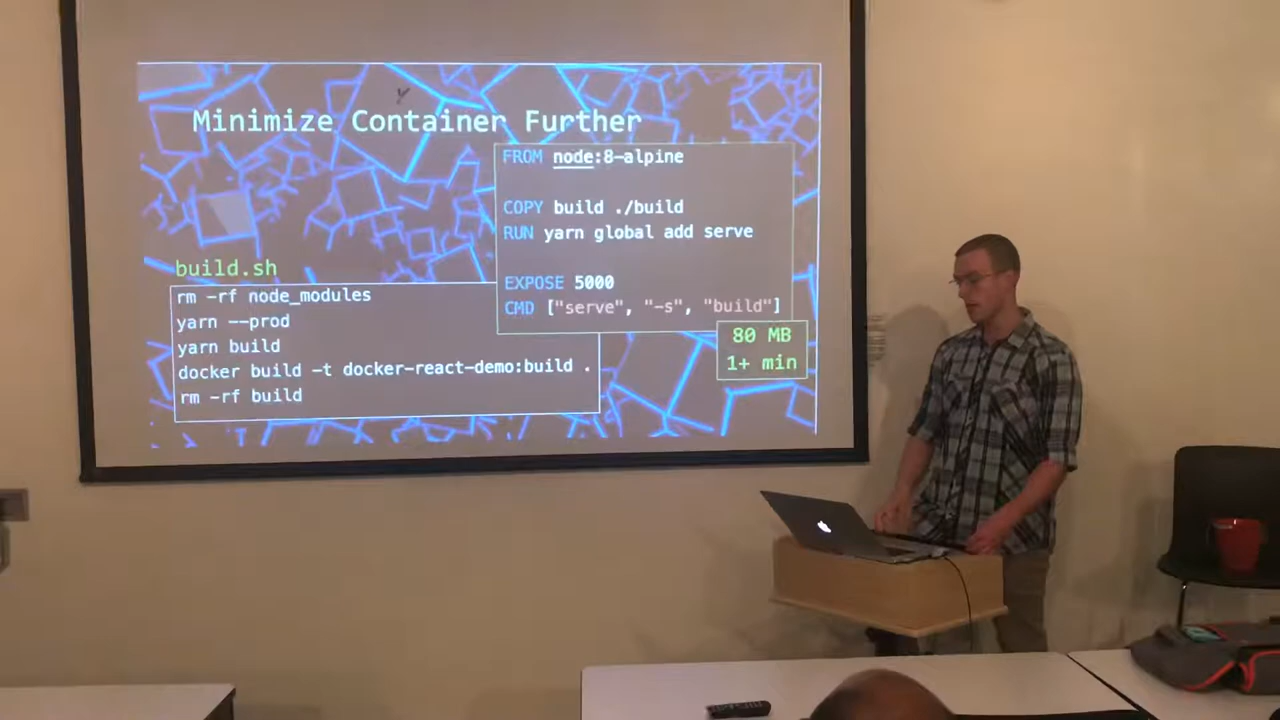 Minimize Container Further
FROM node:8-alpine
COPY build ./build
RUN yarn global add serve
EXPOSE 5000
CMD ["serve", "-s", "build"]
80 MB
1+ min
build.sh
rm -rf node_modules
yarn --prod
yarn build
docker build -t docker-react-demo:build .
rm -rf build